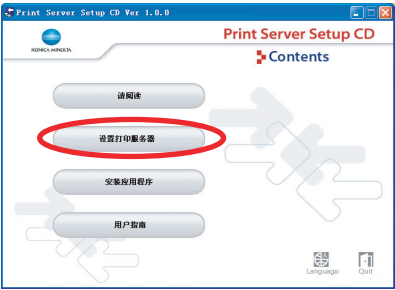 Print Server Setup CD Ver 1.0.0
KONICA MINOLTA
Print Server Setup CD
Contents
请阅读
设置打印服务器
安装应用程序
用户指南
Language
Quit